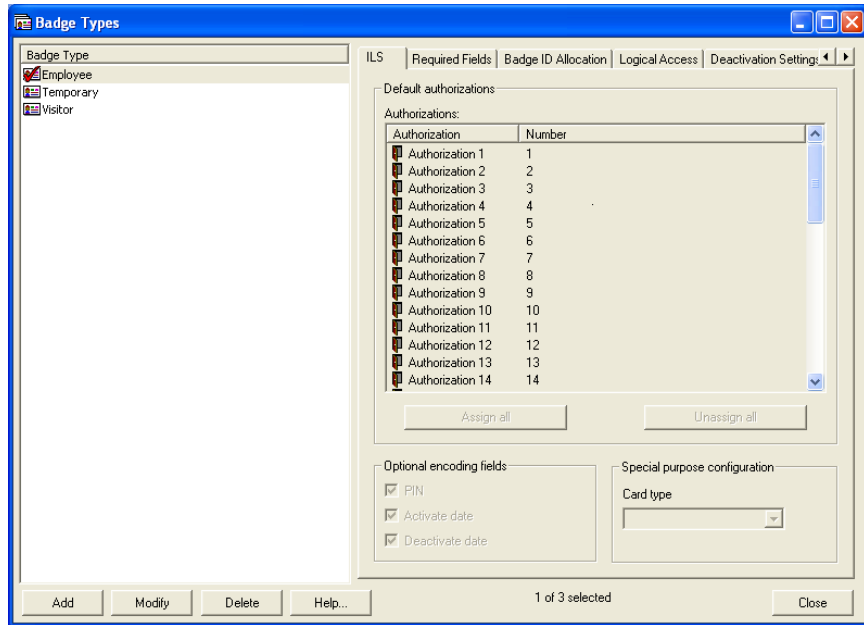 Badge Types
Badge Type
Employee
Temporary
Visitor
ILS Required Fields Badge ID Allocation Logical Access Deactivation Settings
Default authorizations
Authorizations:
Authorization Number
Authorization 1 1
Authorization 2 2
Authorization 3 3
Authorization 4 4
Authorization 5 5
Authorization 6 6
Authorization 7 7
Authorization 8 8
Authorization 9 9
Authorization 10 10
Authorization 11 11
Authorization 12 12
Authorization 13 13
Authorization 14 14
Assign all Unassign all
Optional encoding fields
PIN
Activate date
Deactivate date
Special purpose configuration
Card type
Add Modify Delete Help... 1 of 3 selected Close